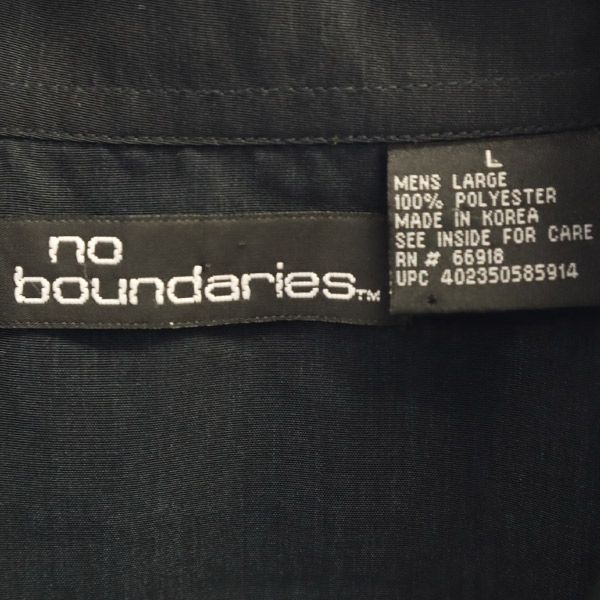 no
boundaries™
L
MENS LARGE
100% POLYESTER
MADE IN KOREA
SEE INSIDE FOR CARE
RN # 66918
UPC 402350585914